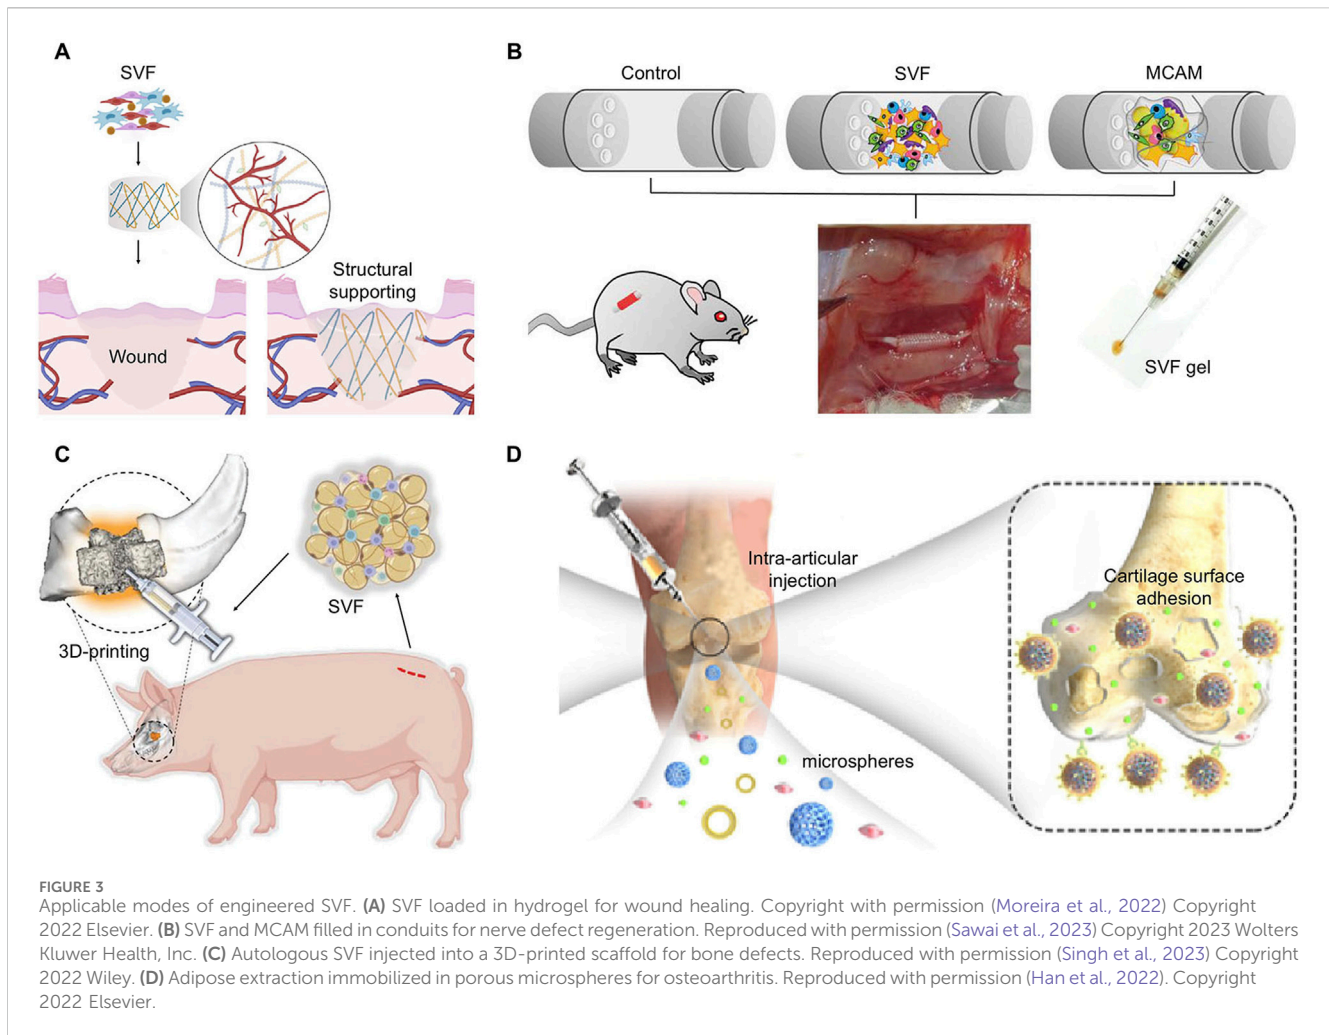 A
SVF
Structural
supporting
Wound
B
Control
SVF
MCAM
SVF gel
C
SVF
3D-printing
D
Intra-articular
injection
Cartilage surface
adhesion
microspheres
FIGURE 3
Applicable modes of engineered SVF. (A) SVF loaded in hydrogel for wound healing. Copyright with permission (Moreira et al., 2022) Copyright
2022 Elsevier. (B) SVF and MCAM filled in conduits for nerve defect regeneration. Reproduced with permission (Sawai et al., 2023) Copyright 2023 Wolters
Kluwer Health, Inc. (C) Autologous SVF injected into a 3D-printed scaffold for bone defects. Reproduced with permission (Singh et al., 2023) Copyright
2022 Wiley. (D) Adipose extraction immobilized in porous microspheres for osteoarthritis. Reproduced with permission (Han et al., 2022). Copyright
2022 Elsevier.